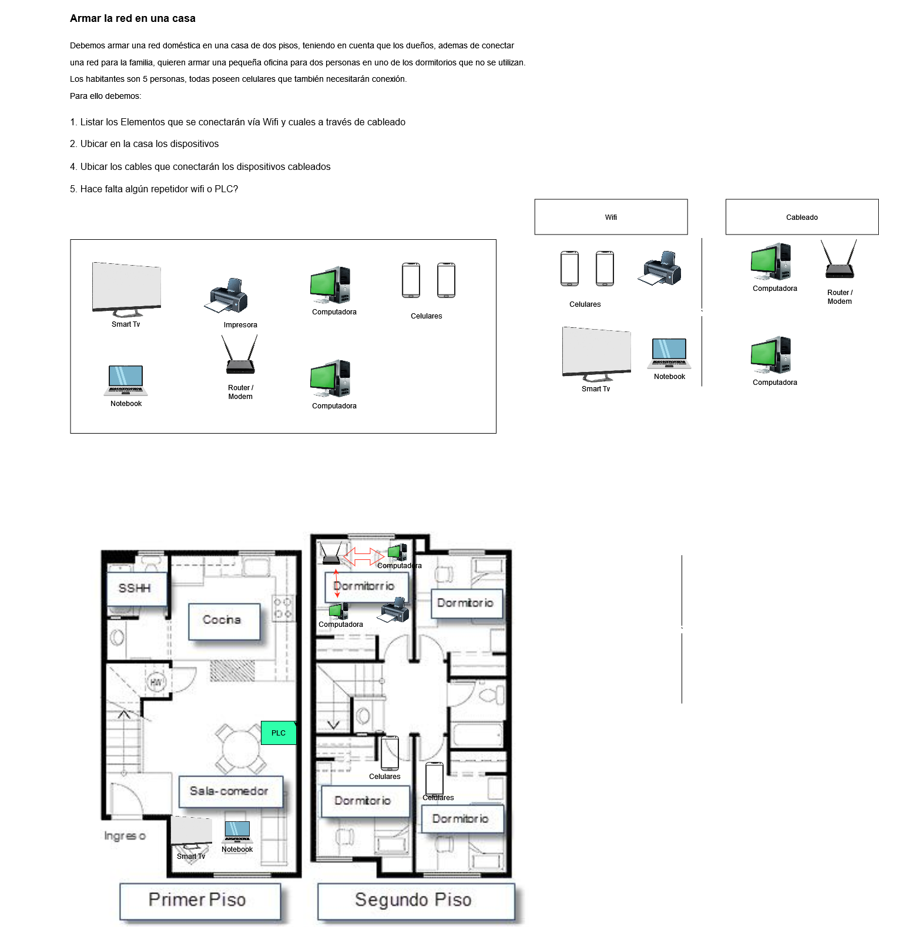 Armar la red en una casa
Debemos armar una red doméstica en una casa de dos pisos, teniendo en cuenta que los dueños, ademas de conectar
una red para la familia, quieren armar una pequeña oficina para dos personas en uno de los dormitorios que no se utilizan.
Los habitantes son 5 personas, todas poseen celulares que también necesitarán conexión.
Para ello debemos:
1. Listar los Elementos que se conectarán vía Wifi y cuales a través de cableado
2. Ubicar en la casa los dispositivos
4. Ubicar los cables que conectarán los dispositivos cableados
5. Hace falta algún repetidor wifi o PLC?
Wifi
Cableado
Smart Tv
Impresora
Computadora
Celulares
Notebook
Router /
Modem
Computadora
Celulares
Computadora
Router /
Modem
Smart Tv
Notebook
Computadora
SSHH
Cocina
HW
PLC
Sala-comedor
Ingreso
Smart Tv
Notebook
Primer Piso
Computadora
Dormitorrio
Computadora
Dormitorio
Celulares
Dormitorio
Celulares
Dormitorio
Segundo Piso